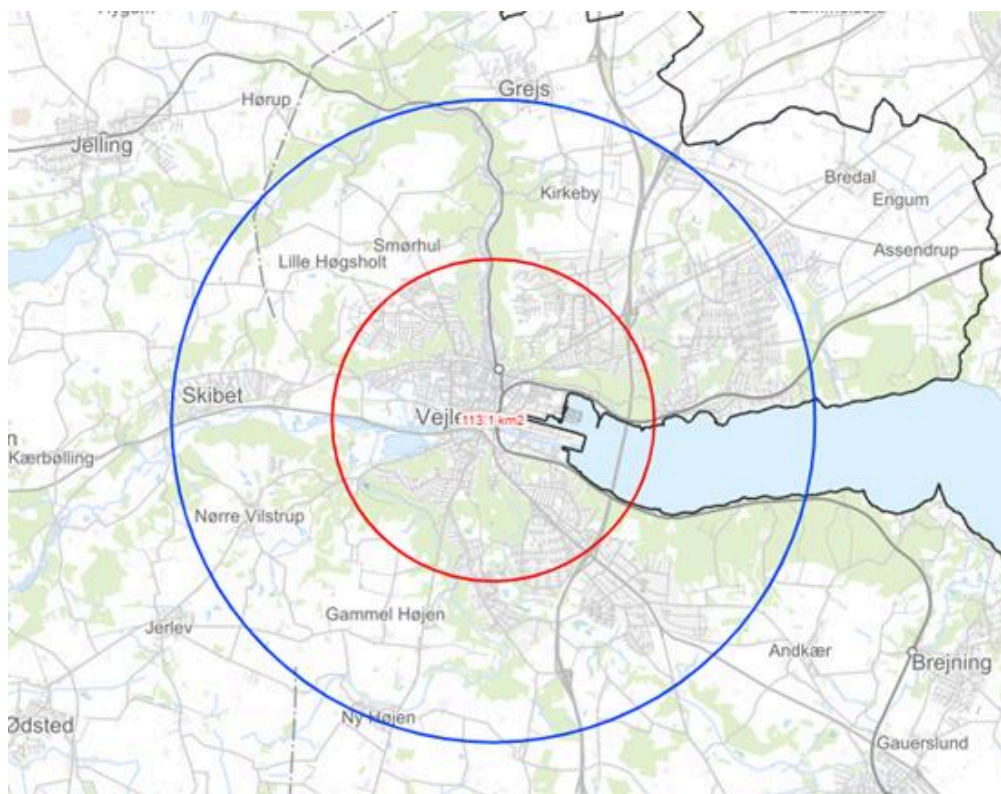 Grejs
Hørup
Jelling
Bredal
Kirkeby
Engum
Smørhul
Assendrup
Lille Høgsholt
Skibet
Vejle
113.1 km2
n
Kærbølling
Nørre Vilstrup
Gammel Højen
Jerlev
Andkær
Brejning
Ny Højen
Ødsted
Gauerslund